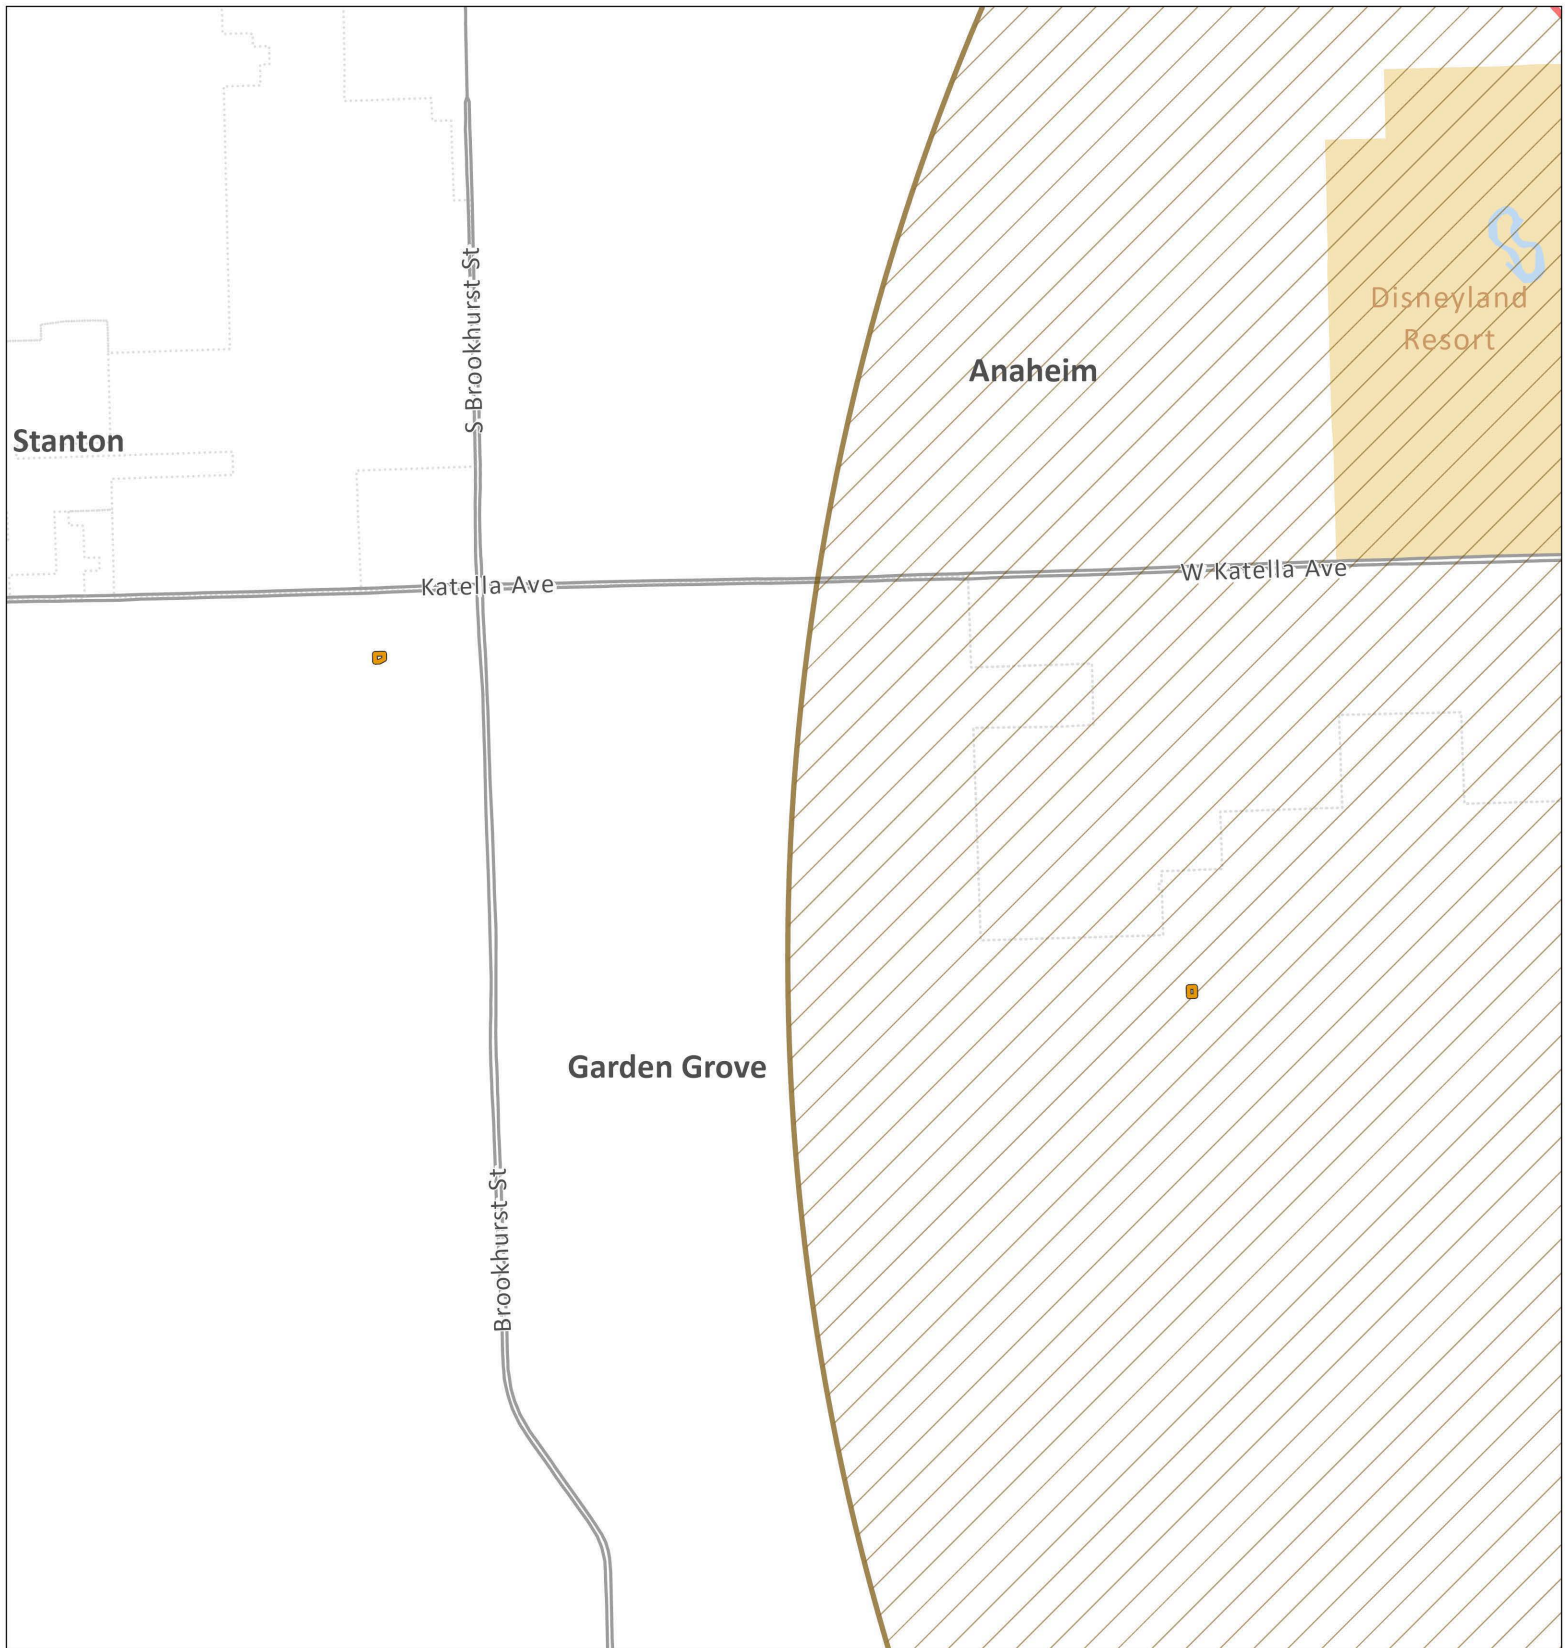 S Brookhurst St
Disneyland
Resort
Anaheim
Stanton
Katella Ave
W Katella Ave
Garden Grove
Brookhurst St